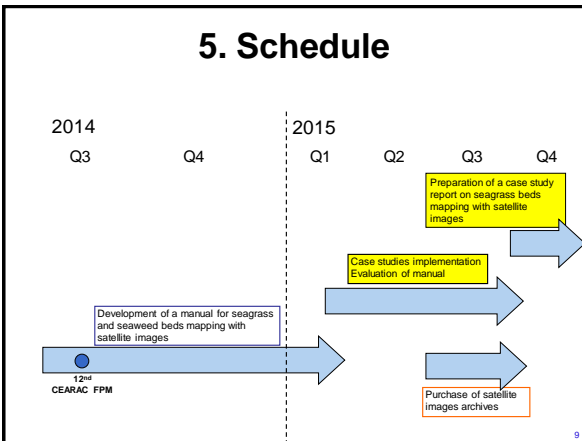 5. Schedule
2014
2015
Q3
Q4
Q1
Q2
Q3
Q4
Preparation of a case study
report on seagrass beds
mapping with satellite
images
Case studies implementation
Evaluation of manual
Development of a manual for seagrass
and seaweed beds mapping with
satellite images
12nd
CEARAC FPM
Purchase of satellite
images archives
9